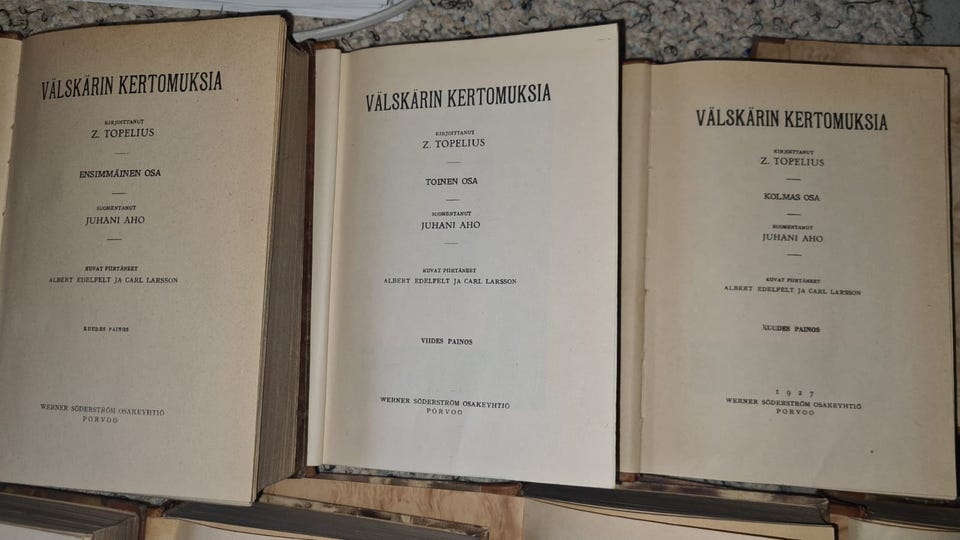 VÄLSKÄRIN KERTOMUKSIA
KIRJOITTANUT
Z. TOPELIUS
ENSIMMÄINEN OSA
SUOMENTANUT
JUHANI AHO
KUVAT PIIRTÄNEET
ALBERT EDELFELT JA CARL LARSSON
KUUDES PAINOS
WERNER SÖDERSTRÖM OSAKEYHTIÖ
PORVOO
VÄLSKÄRIN KERTOMUKSIA
KIRJOITTANUT
Z. TOPELIUS
TOINEN OSA
SUOMENTANUT
JUHANI AHO
KUVAT PIIRTÄNEET
ALBERT EDELFELT JA CARL LARSSON
VIIDES PAINOS
WERNER SÖDERSTRÖM OSAKEYHTIÖ
PORVOO
VÄLSKÄRIN KERTOMUKSIA
KIRJOITTANUT
Z. TOPELIUS
KOLMAS OSA
SUOMENTANUT
JUHANI AHO
KUVAT PIIRTÄNEET
ALBERT EDELFELT JA CARL LARSSON
KUUDES PAINOS
1927
WERNER SÖDERSTRÖM OSAKEYHTIÖ
PORVOO